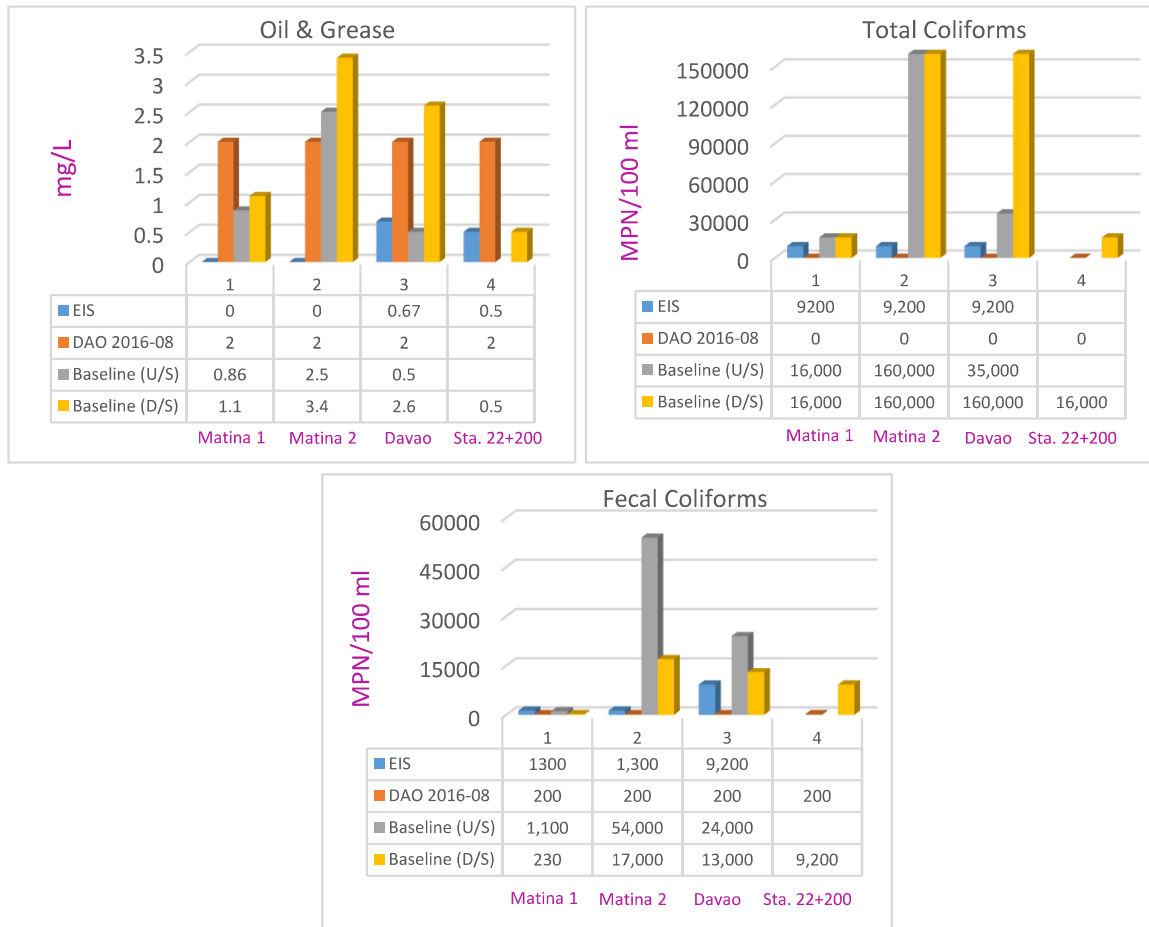 Oil & Grease
3.5
3
2.5
2
1.5
1
0.5
0
mg/L
1 2 3 4
EIS 0 0 0.67 0.5
DAO 2016-08 2 2 2 2
Baseline (U/S) 0.86 2.5 0.5
Baseline (D/S) 1.1 3.4 2.6 0.5
Matina 1 Matina 2 Davao Sta. 22+200
Total Coliforms
150000
120000
90000
60000
30000
0
MPN/100 ml
1 2 3 4
EIS 9200 9,200 9,200
DAO 2016-08 0 0 0 0
Baseline (U/S) 16,000 160,000 35,000
Baseline (D/S) 16,000 160,000 160,000 16,000
Matina 1 Matina 2 Davao Sta. 22+200
Fecal Coliforms
60000
45000
30000
15000
0
MPN/100 ml
1 2 3 4
EIS 1300 1,300 9,200
DAO 2016-08 200 200 200 200
Baseline (U/S) 1,100 54,000 24,000
Baseline (D/S) 230 17,000 13,000 9,200
Matina 1 Matina 2 Davao Sta. 22+200